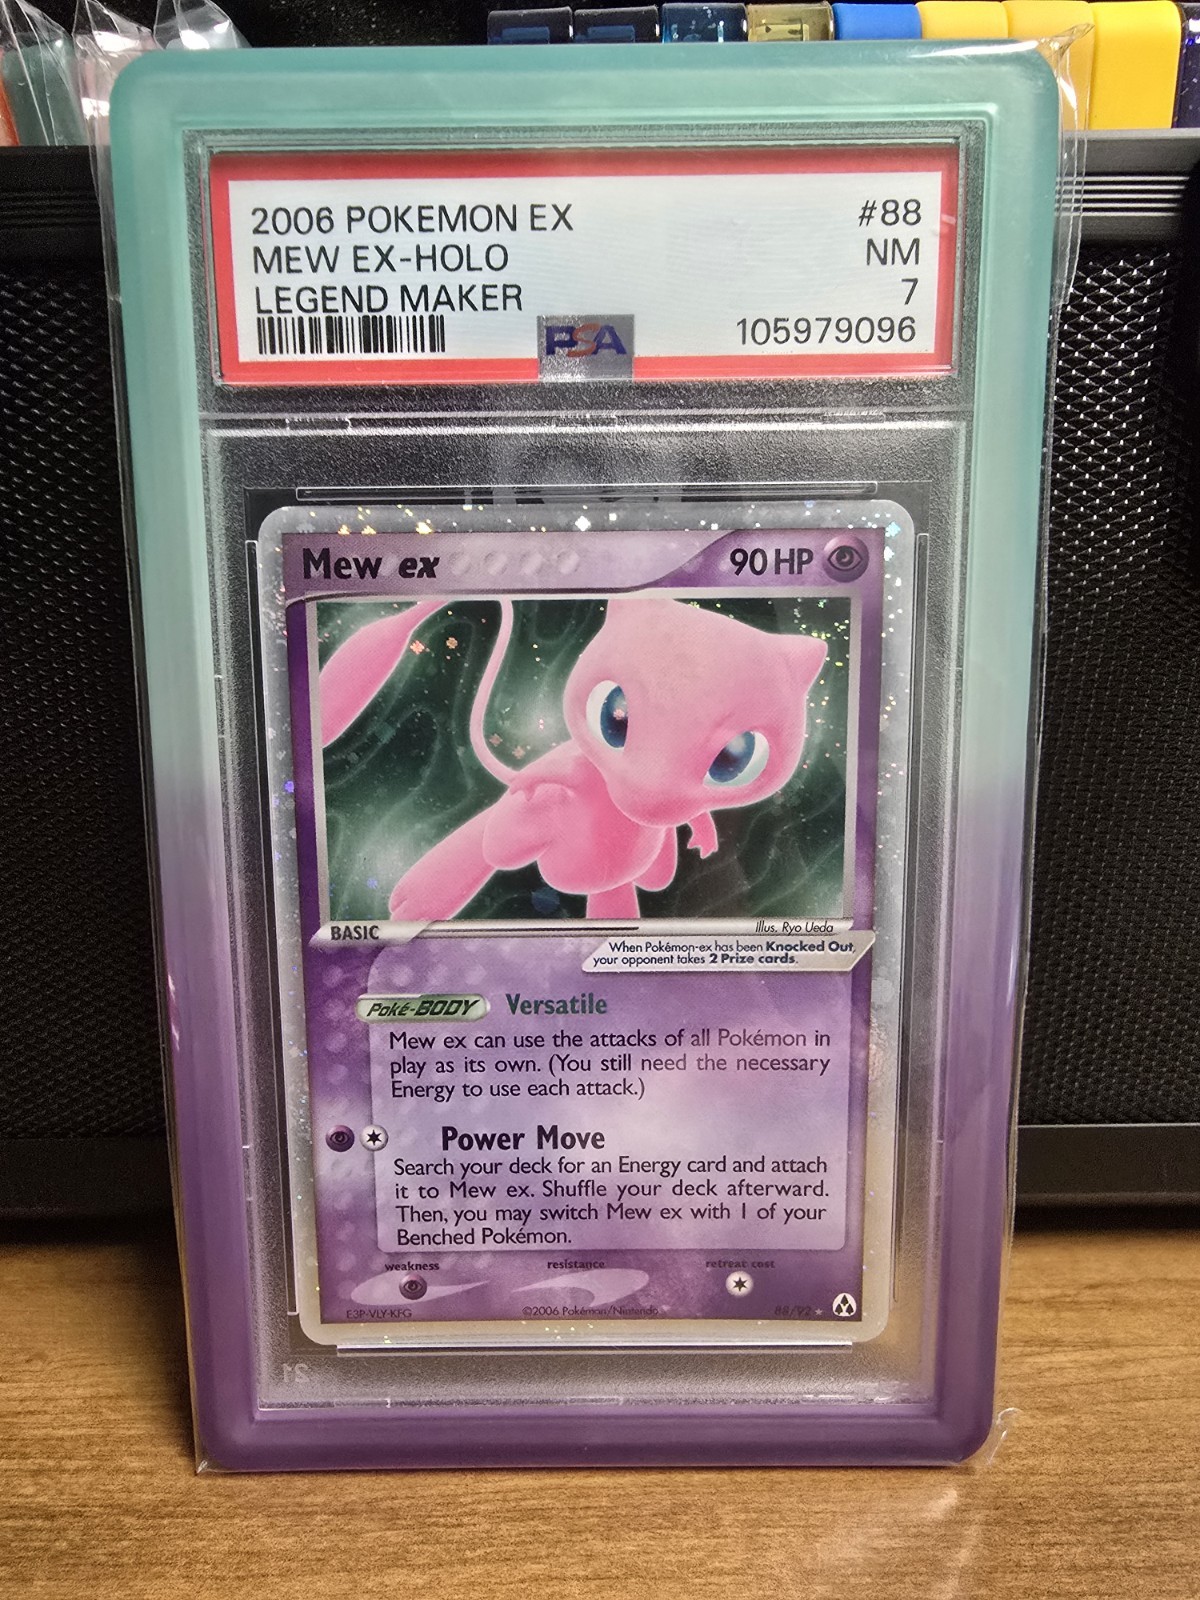 2006 POKEMON EX #88
MEW EX-HOLO NM
LEGEND MAKER 7
PSA 105979096
Mew ex 90 HP
BASIC
Illus. Ryo Ueda
When Pokémon-ex has been Knocked Out,
your opponent takes 2 Prize cards.
Poké-BODY Versatile
Mew ex can use the attacks of all Pokémon in
play as its own. (You still need the necessary
Energy to use each attack.)
Power Move
Search your deck for an Energy card and attach
it to Mew ex. Shuffle your deck afterward.
Then, you may switch Mew ex with 1 of your
Benched Pokémon.
weakness resistance retreat cost
E3P-VLY-KFG ©2006 Pokémon/Nintendo. 88/92